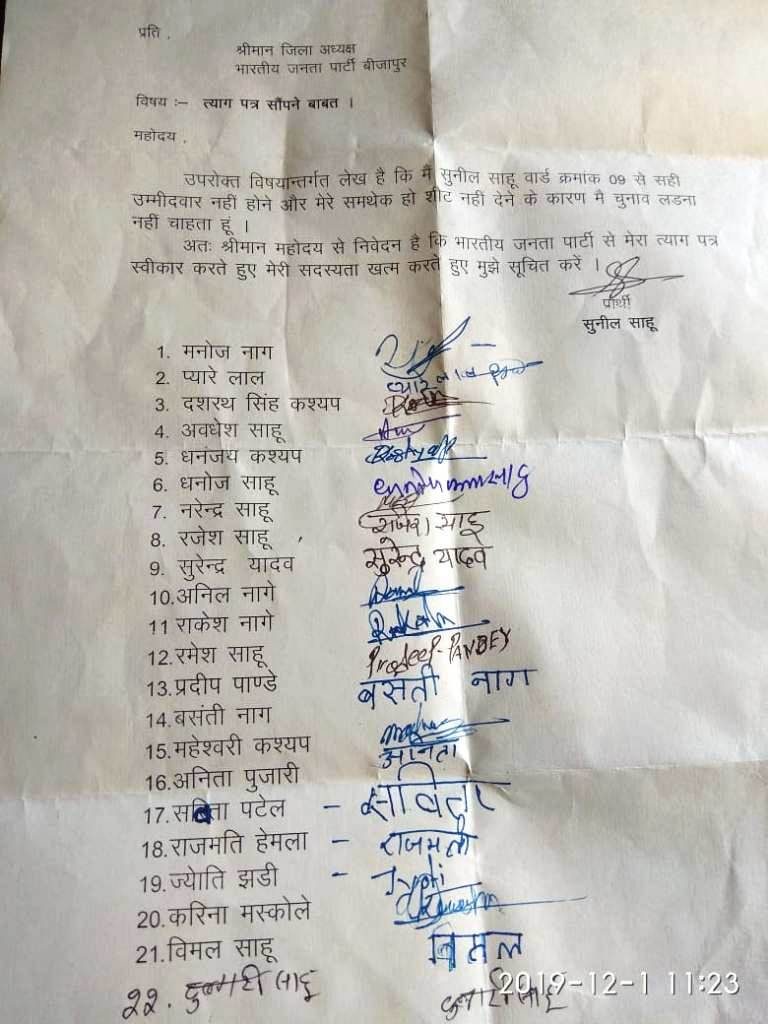 प्रति ,
श्रीमान जिला अध्यक्ष
भारतीय जनता पार्टी बीजापुर
विषय :– त्याग पत्र सौंपने बाबत ।
महोदय ,
उपरोक्त विषयान्तर्गत लेख है कि मैं सुनील साहू वार्ड क्रमांक 09 से सही
उम्मीदवार नहीं होने और मेरे समथेक हो शीट नही देने के कारण मै चुनाव लडना
नहीं चाहता हूं ।
अतः श्रीमान महोदय से निवेदन है कि भारतीय जनता पार्टी से मेरा त्याग पत्र
स्वीकार करते हुए मेरी सदस्यता खत्म करते हुए मुझे सूचित करें ।
प्रार्थी
सुनील साहू
1. मनोज नाग
2. प्यारे लाल प्यारे लाल
3. दशरथ सिंह कश्यप
4. अवधेश साहू
5. धनंजय कश्यप
6. धनोज साहू
7. नरेन्द्र साहू
8. रजेश साहू , साहू
9. सुरेन्द्र यादव सुरेन्द्र यादव
10.अनिल नागे
11 राकेश नागे
12.रमेश साहू Pradeep PANDEY
13.प्रदीप पाण्डे बसंती नाग
14.बसंती नाग
15.महेश्वरी कश्यप
16.अनिता पुजारी अनिता
17.सबिता पटेल – सावितर
18.राजमति हेमला – राजमती
19.ज्येाति झडी – Jyoti
20.करिना मस्कोले
21.विमल साहू विमल
22. साहू
2019-12-1 11:23